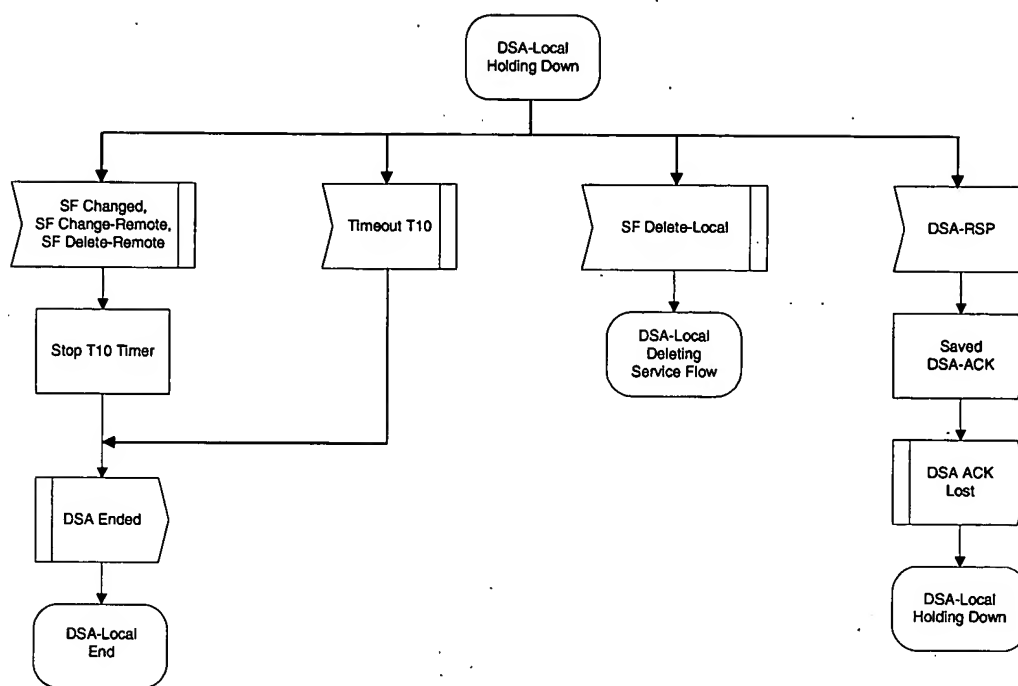 DSA-Local
Holding Down
SF Changed,
SF Change-Remote,
SF Delete-Remote
Timeout T10
SF Delete-Local
DSA-RSP
Stop T10 Timer
DSA-Local
Deleting
Service Flow
Saved
DSA-ACK
DSA Ended
DSA ACK
Lost
DSA-Local
End
DSA-Local
Holding Down